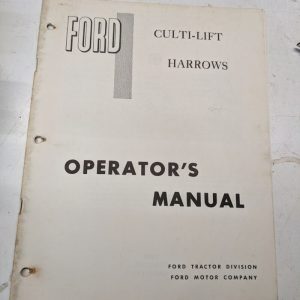 FORD
CULTI-LIFT
HARROWS
OPERATOR'S
MANUAL
FORD TRACTOR DIVISION
FORD MOTOR COMPANY